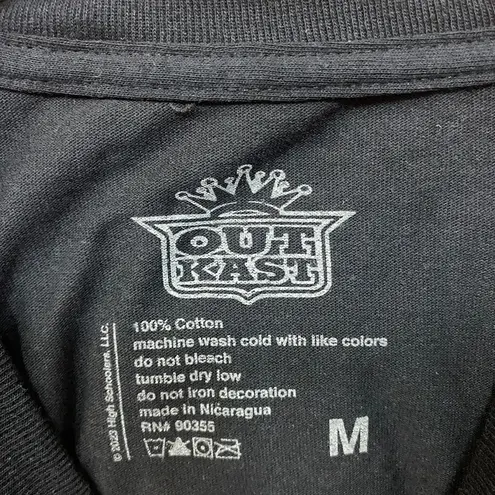 OUT
KAST
100% Cotton
machine wash cold with like colors
do not bleach
tumble dry low
do not iron decoration
made in Nicaragua
RN# 90355
M
© 2023 High Schoolers, LLC.